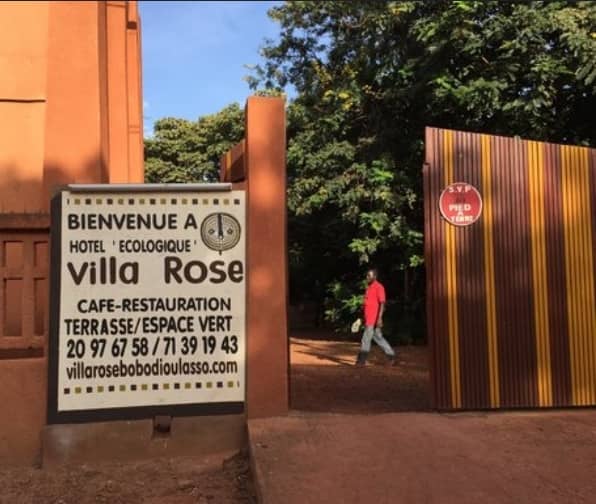 BIENVENUE A
HOTEL 'ECOLOGIQUE'
Villa Rose
CAFE-RESTAURATION
TERRASSE/ESPACE VERT
20 97 67 58 / 71 39 19 43
villarosebobodioulasso.com
S.V.P
PIED
A
TERRE